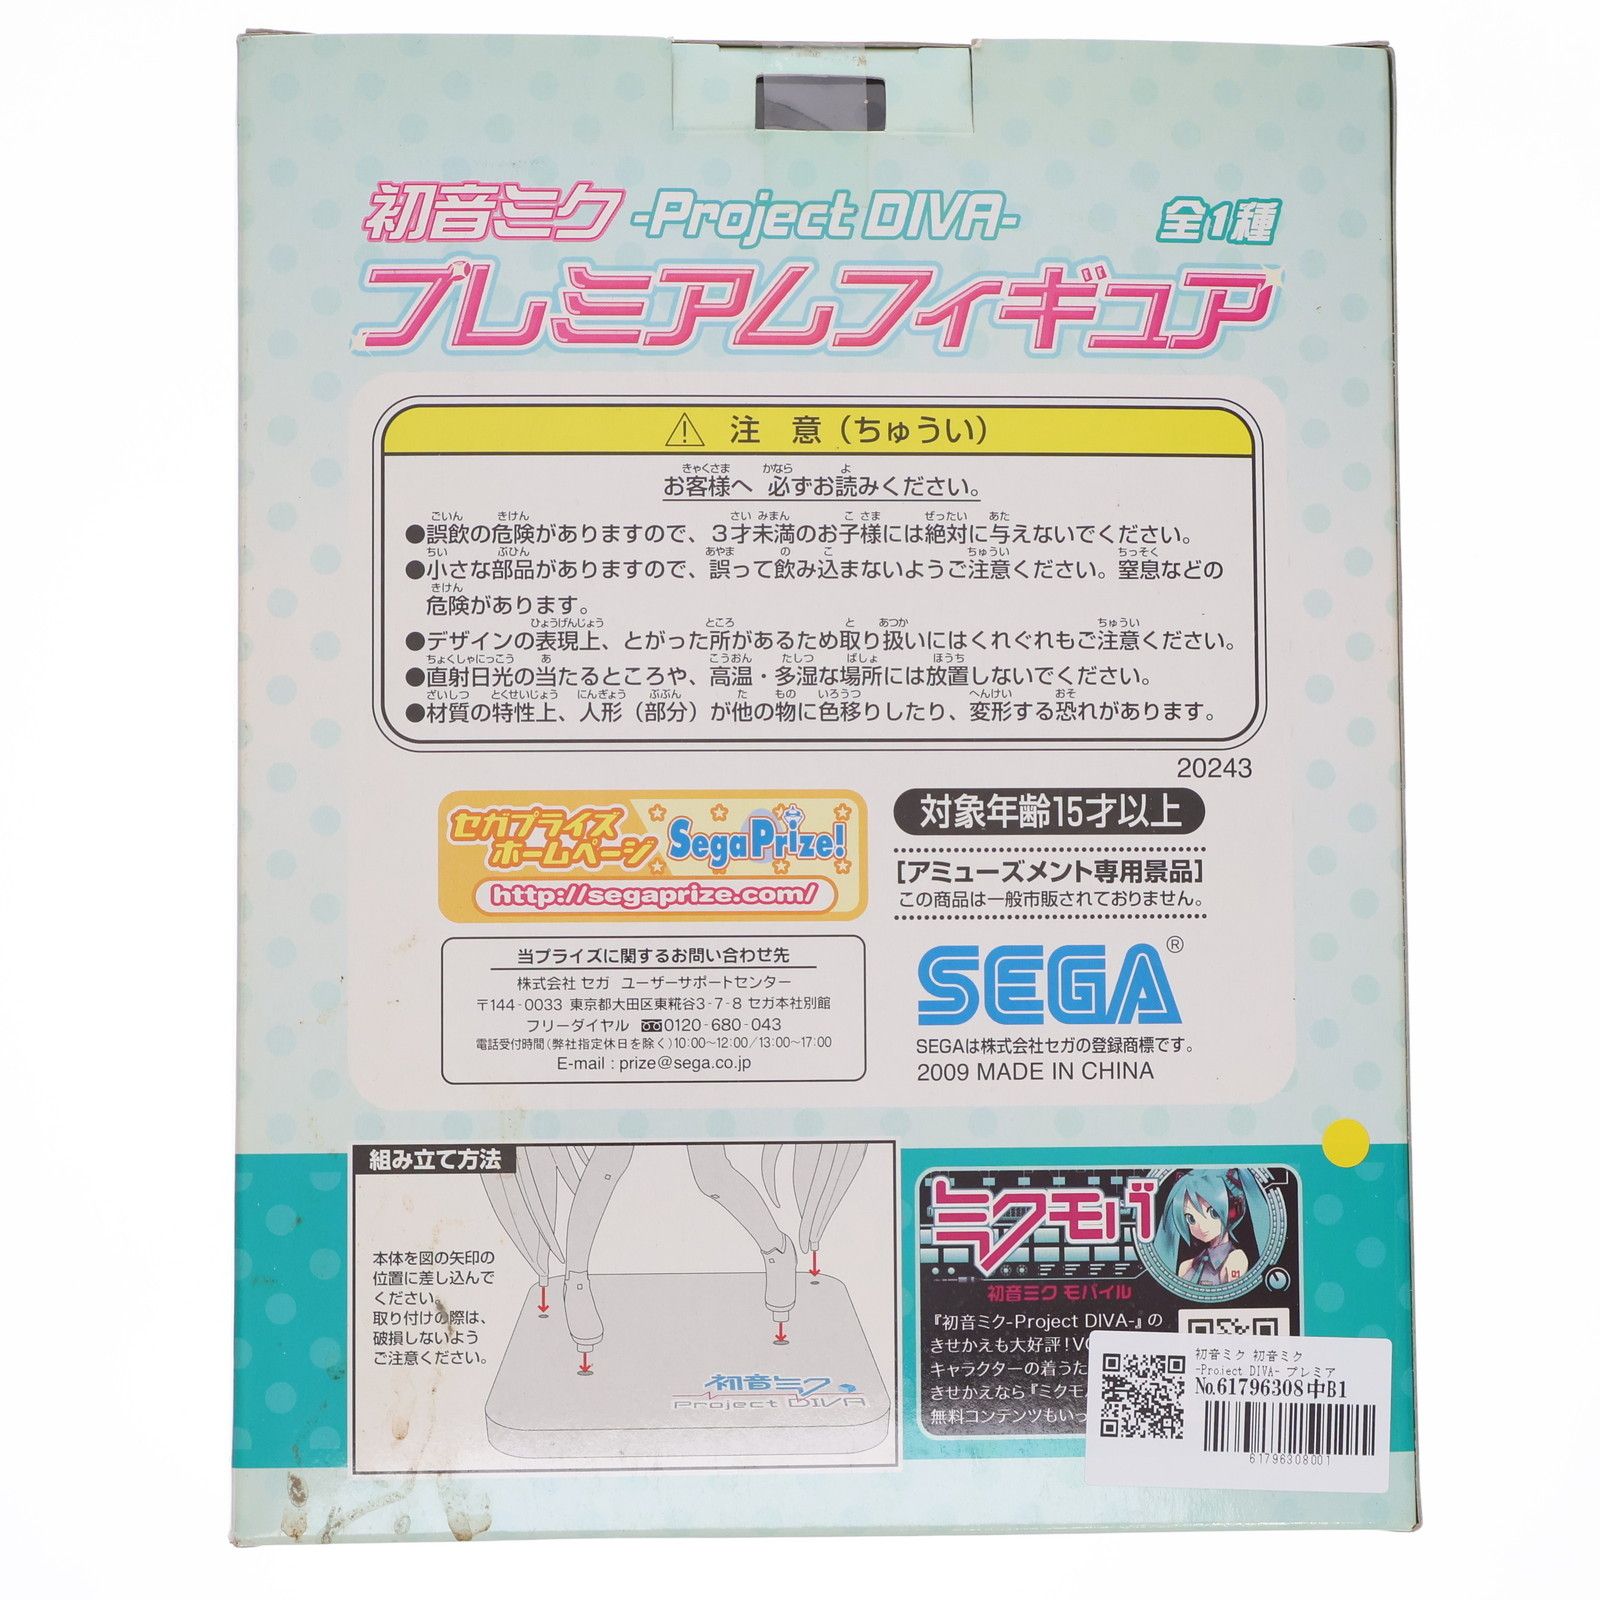 初音ミク -Project DIVA- 全1種
プレミアムフィギュア
注 意(ちゅうい)
お客様へ 必ずお読みください。
●誤飲の危険がありますので、3才未満のお子様には絶対に与えないでください。
●小さな部品がありますので、誤って飲み込まないようご注意ください。窒息などの
危険があります。
●デザインの表現上、とがった所があるため取り扱いにはくれぐれもご注意ください。
●直射日光の当たるところや、高温・多湿な場所には放置しないでください。
●材質の特性上、人形(部分)が他の物に色移りしたり、変形する恐れがあります。
20243
セガプライズ
ホームページ
SegaPrize!
http://segaprize.com/
対象年齢15才以上
[アミューズメント専用景品]
この商品は一般市販されておりません。
当プライズに関するお問い合わせ先
株式会社 セガ ユーザーサポートセンター
〒144-0033 東京都大田区東糀谷3-7-8 セガ本社別館
フリーダイヤル 0120-680-043
電話受付時間(弊社指定休日を除く)10:00~12:00/13:00~17:00
E-mail : prize@sega.co.jp
SEGA®
SEGAは株式会社セガの登録商標です。
2009 MADE IN CHINA
組み立て方法
本体を図の矢印の
位置に差し込んで
ください。
取り付けの際は、
破損しないよう
ご注意ください。
初音ミク
Project DIVA
ミクモバ
初音ミク モバイル
『初音ミク-Project DIVA-』の
きせかえも大好評!VO
キャラクターの着うた
きせかえなら『ミクモ
無料コンテンツもいっ
01
初音ミク 初音ミク
-Project DIVA- プレミア
No.61796308中B1
61796308001